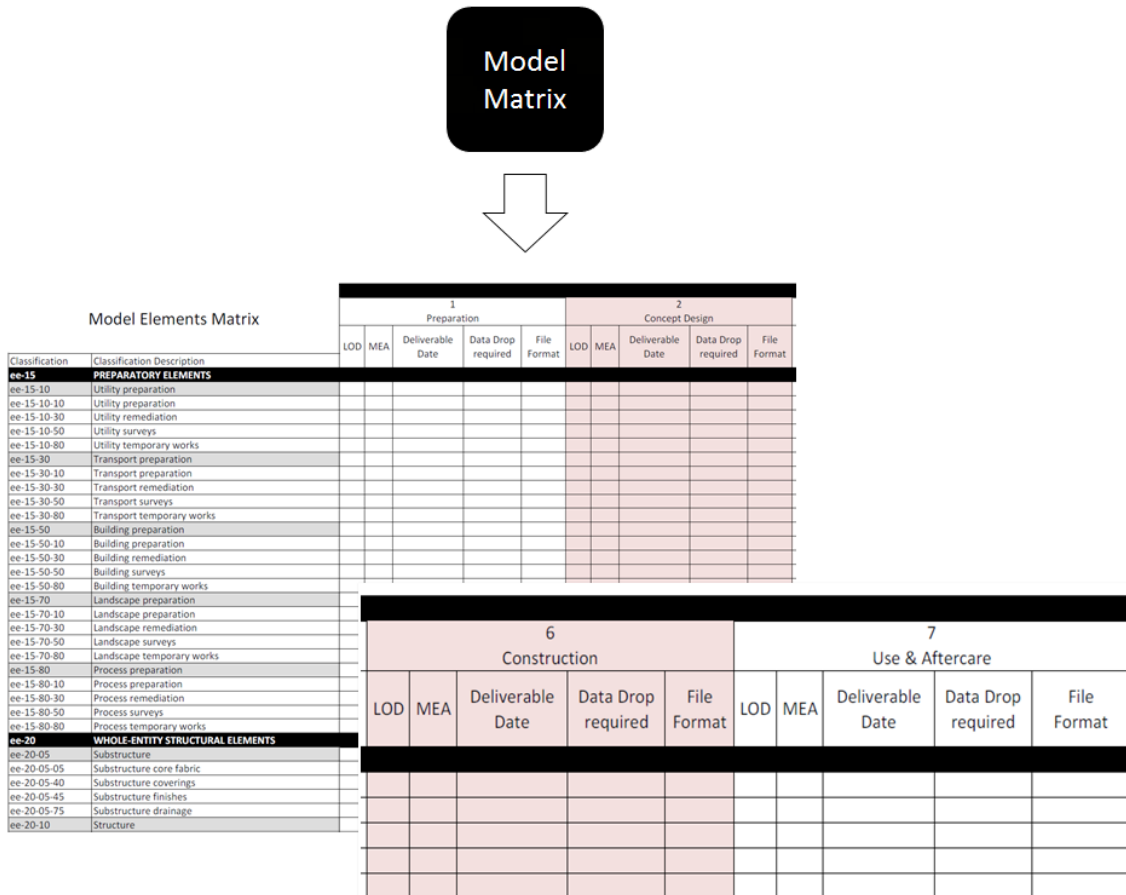 Model
Matrix
Model Elements Matrix
1
Preparation
2
Concept Design
LOD MEA Deliverable Date Data Drop required File Format LOD MEA Deliverable Date Data Drop required File Format
Classification Classification Description
ee-15 PREPARATORY ELEMENTS
ee-15-10 Utility preparation
ee-15-10-10 Utility preparation
ee-15-10-30 Utility remediation
ee-15-10-50 Utility surveys
ee-15-10-80 Utility temporary works
ee-15-30 Transport preparation
ee-15-30-10 Transport preparation
ee-15-30-30 Transport remediation
ee-15-30-50 Transport surveys
ee-15-30-80 Transport temporary works
ee-15-50 Building preparation
ee-15-50-10 Building preparation
ee-15-50-30 Building remediation
ee-15-50-50 Building surveys
ee-15-50-80 Building temporary works
ee-15-70 Landscape preparation
ee-15-70-10 Landscape preparation
ee-15-70-30 Landscape remediation
ee-15-70-50 Landscape surveys
ee-15-70-80 Landscape temporary works
ee-15-80 Process preparation
ee-15-80-10 Process preparation
ee-15-80-30 Process remediation
ee-15-80-50 Process surveys
ee-15-80-80 Process temporary works
ee-20 WHOLE-ENTITY STRUCTURAL ELEMENTS
ee-20-05 Substructure
ee-20-05-05 Substructure core fabric
ee-20-05-40 Substructure coverings
ee-20-05-45 Substructure finishes
ee-20-05-75 Substructure drainage
ee-20-10 Structure
6
Construction
7
Use & Aftercare
LOD MEA Deliverable Date Data Drop required File Format LOD MEA Deliverable Date Data Drop required File Format